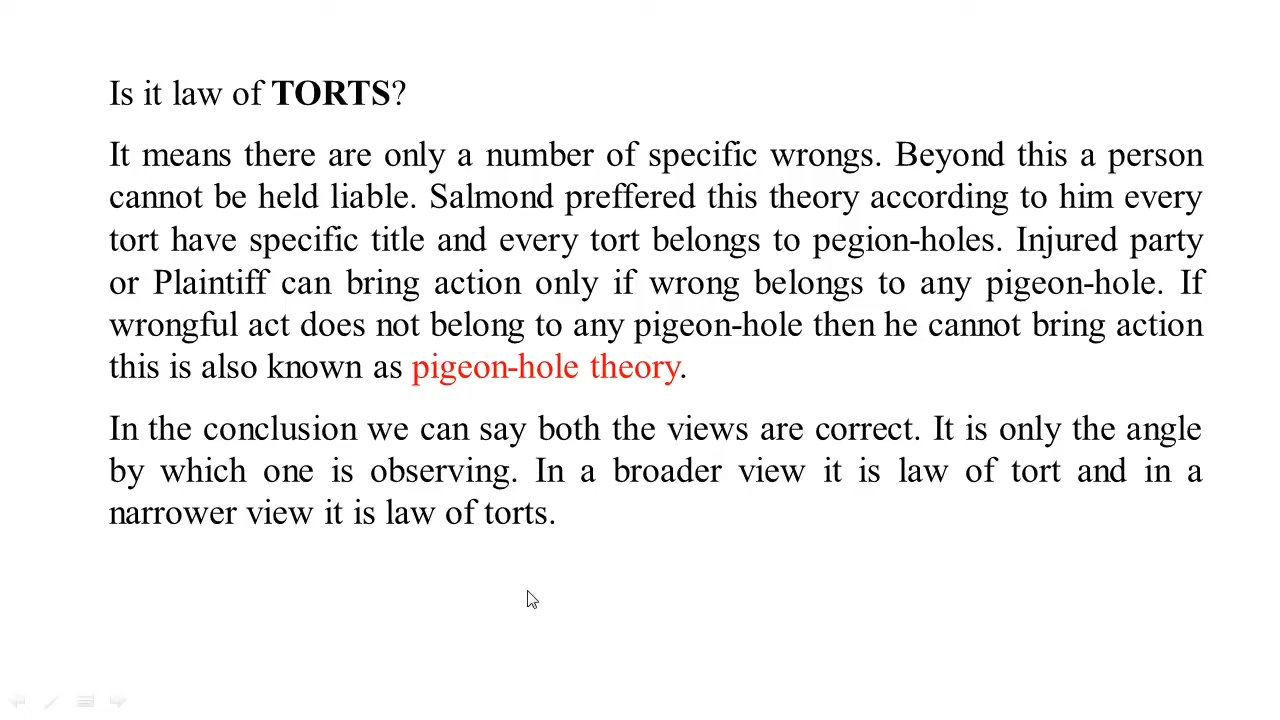 Is it law of TORTS?
It means there are only a number of specific wrongs. Beyond this a person
cannot be held liable. Salmond preffered this theory according to him every
tort have specific title and every tort belongs to pegion-holes. Injured party
or Plaintiff can bring action only if wrong belongs to any pigeon-hole. If
wrongful act does not belong to any pigeon-hole then he cannot bring action
this is also known as pigeon-hole theory.
In the conclusion we can say both the views are correct. It is only the angle
by which one is observing. In a broader view it is law of tort and in a
narrower view it is law of torts.